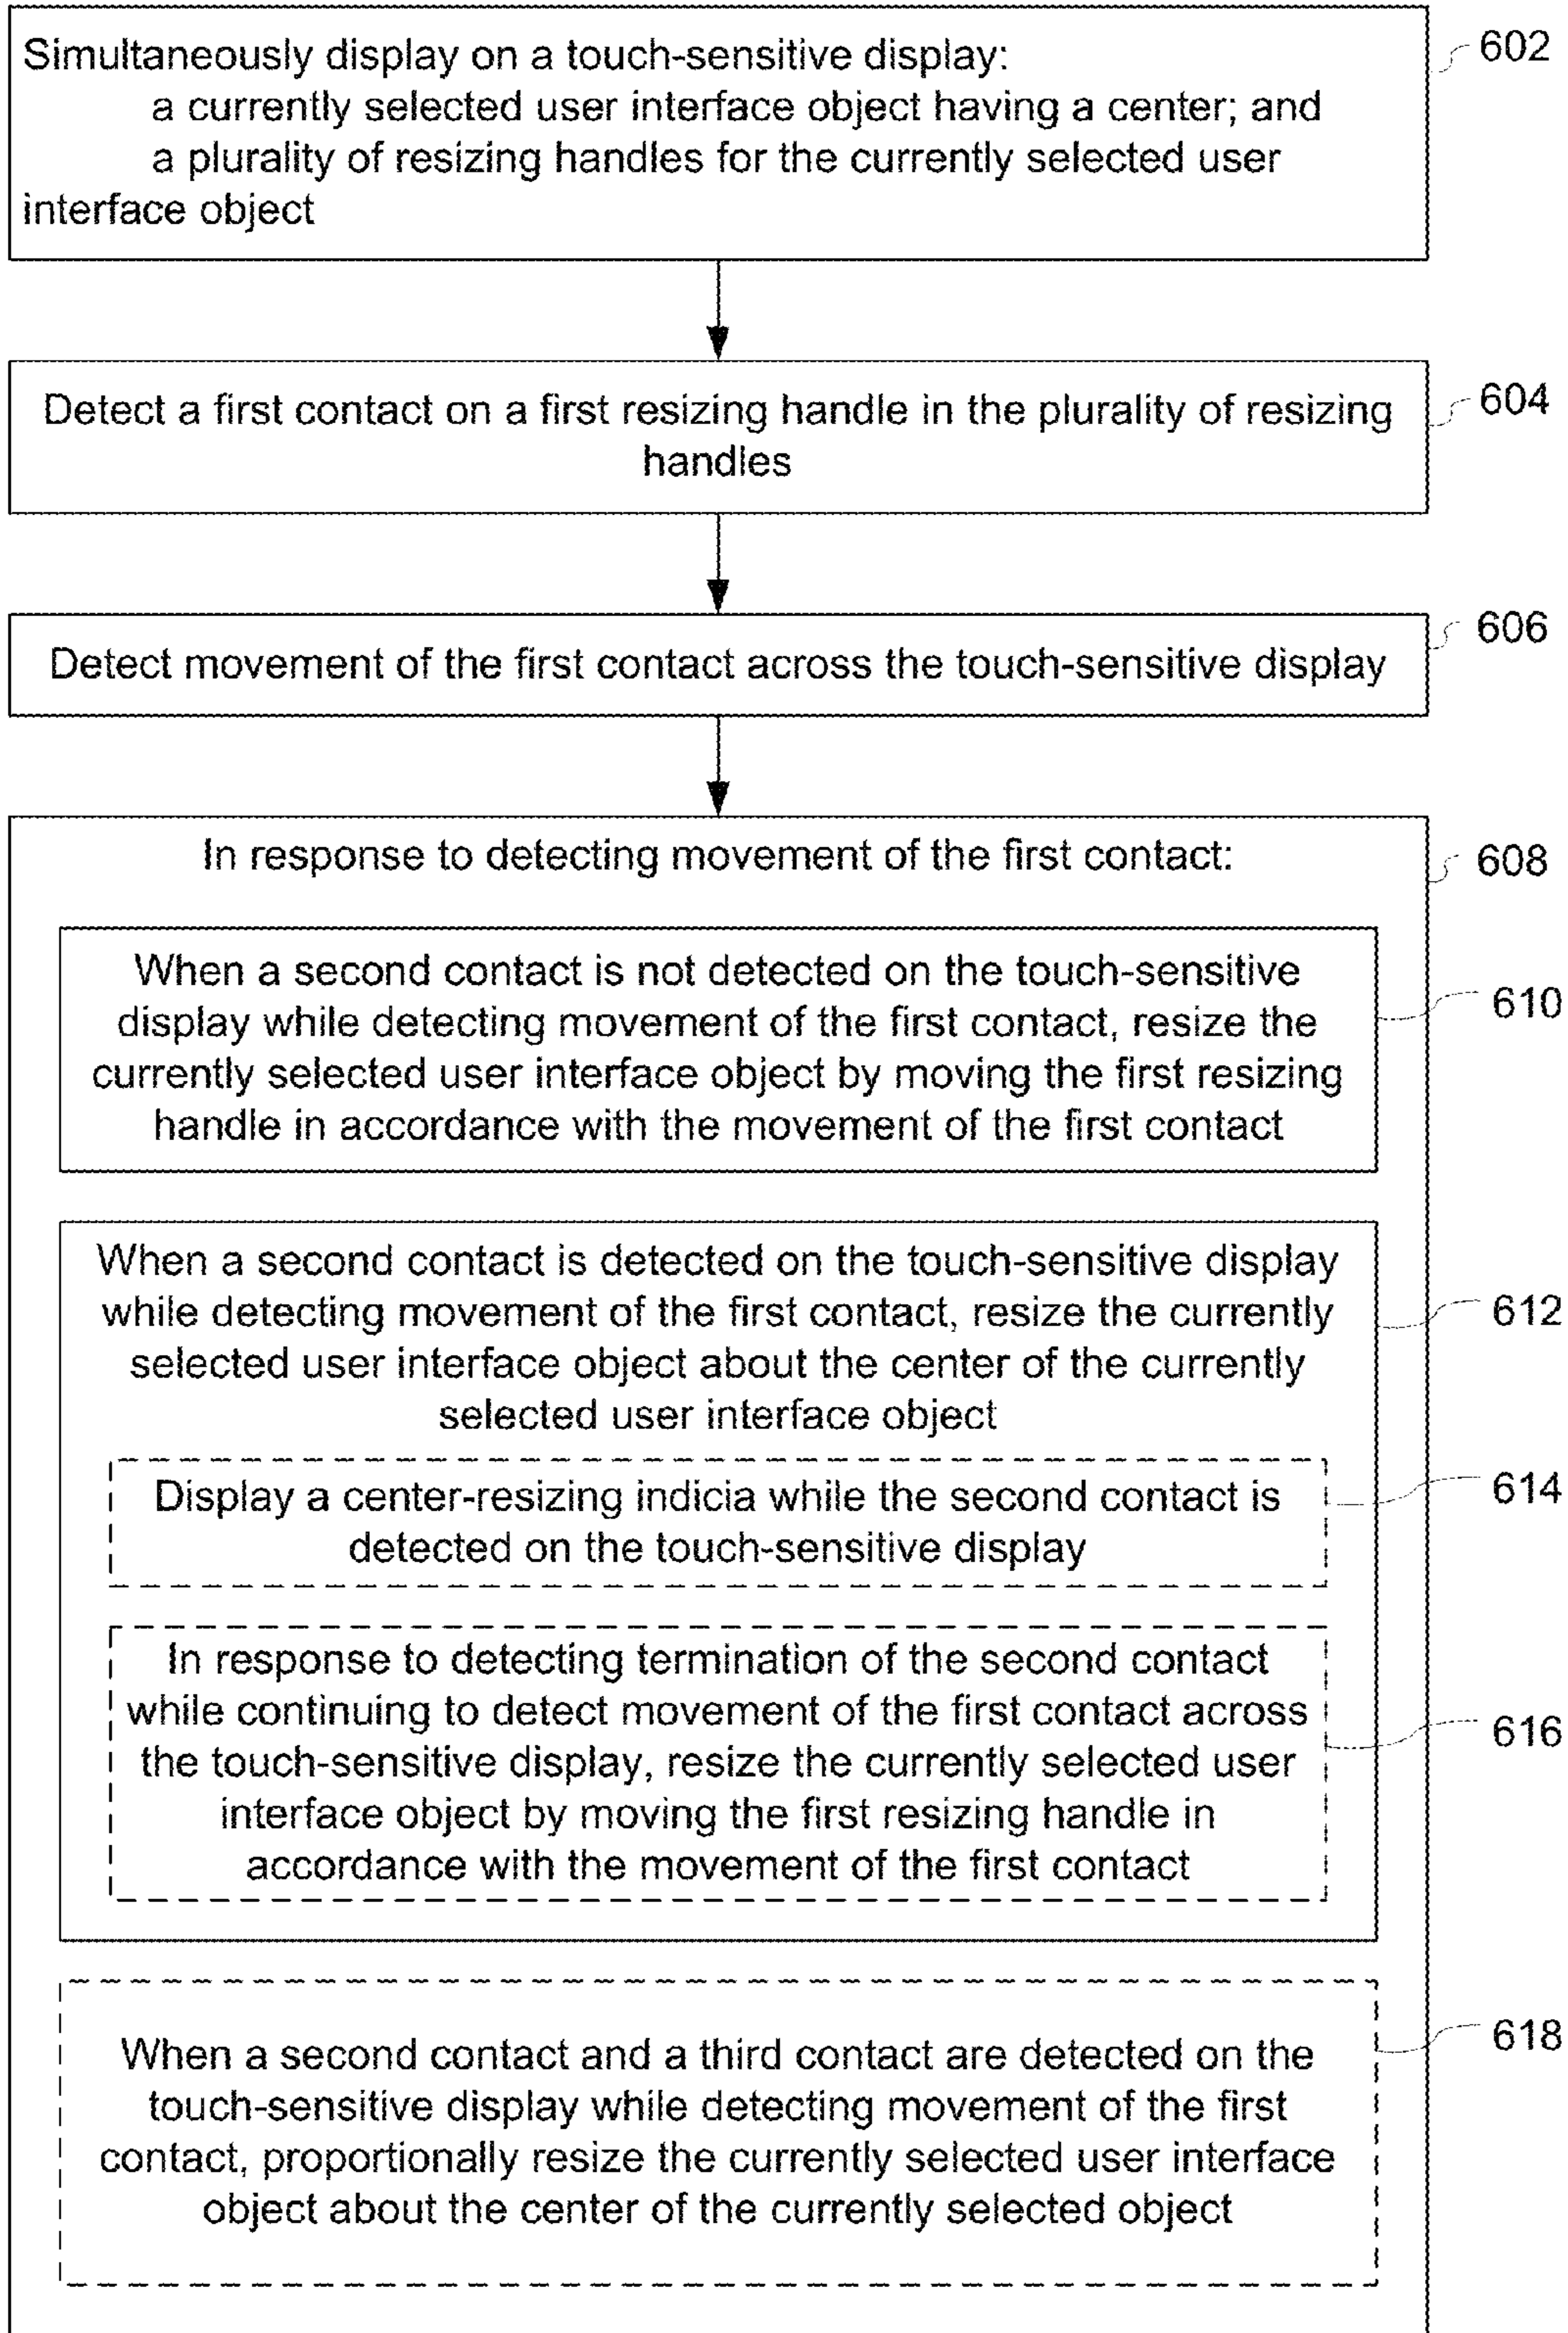 Simultaneously display on a touch-sensitive display:
a currently selected user interface object having a center; and
a plurality of resizing handles for the currently selected user
interface object
602
Detect a first contact on a first resizing handle in the plurality of resizing
handles
604
Detect movement of the first contact across the touch-sensitive display
606
In response to detecting movement of the first contact:
608
When a second contact is not detected on the touch-sensitive
display while detecting movement of the first contact, resize the
currently selected user interface object by moving the first resizing
handle in accordance with the movement of the first contact
610
When a second contact is detected on the touch-sensitive display
while detecting movement of the first contact, resize the currently
selected user interface object about the center of the currently
selected user interface object
612
Display a center-resizing indicia while the second contact is
detected on the touch-sensitive display
614
In response to detecting termination of the second contact
while continuing to detect movement of the first contact across
the touch-sensitive display, resize the currently selected user
interface object by moving the first resizing handle in
accordance with the movement of the first contact
616
When a second contact and a third contact are detected on the
touch-sensitive display while detecting movement of the first
contact, proportionally resize the currently selected user interface
object about the center of the currently selected object
618